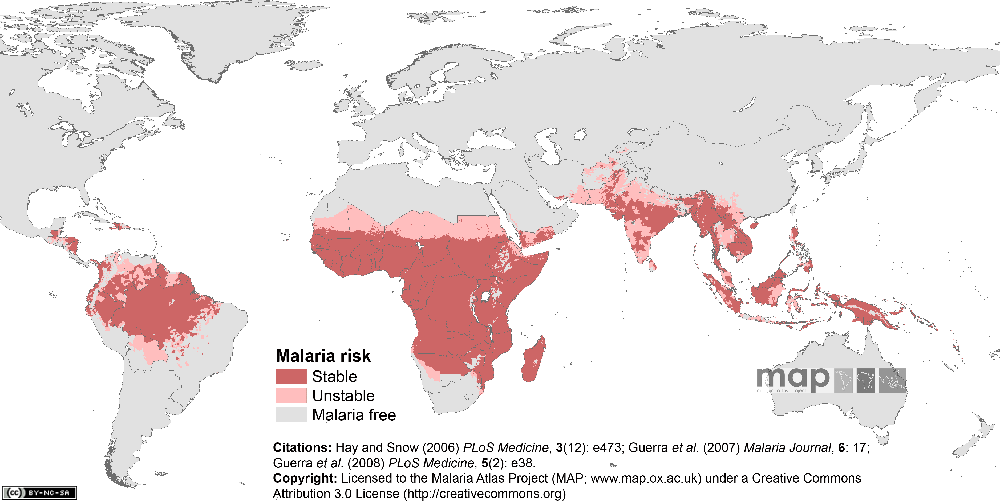 Malaria risk
Stable
Unstable
Malaria free
map
malaria atlas project
Citations: Hay and Snow (2006) PLoS Medicine, 3(12): e473; Guerra et al. (2007) Malaria Journal, 6: 17;
Guerra et al. (2008) PLoS Medicine, 5(2): e38.
Copyright: Licensed to the Malaria Atlas Project (MAP; www.map.ox.ac.uk) under a Creative Commons
Attribution 3.0 License (http://creativecommons.org)
(cc) BY-NC-SA